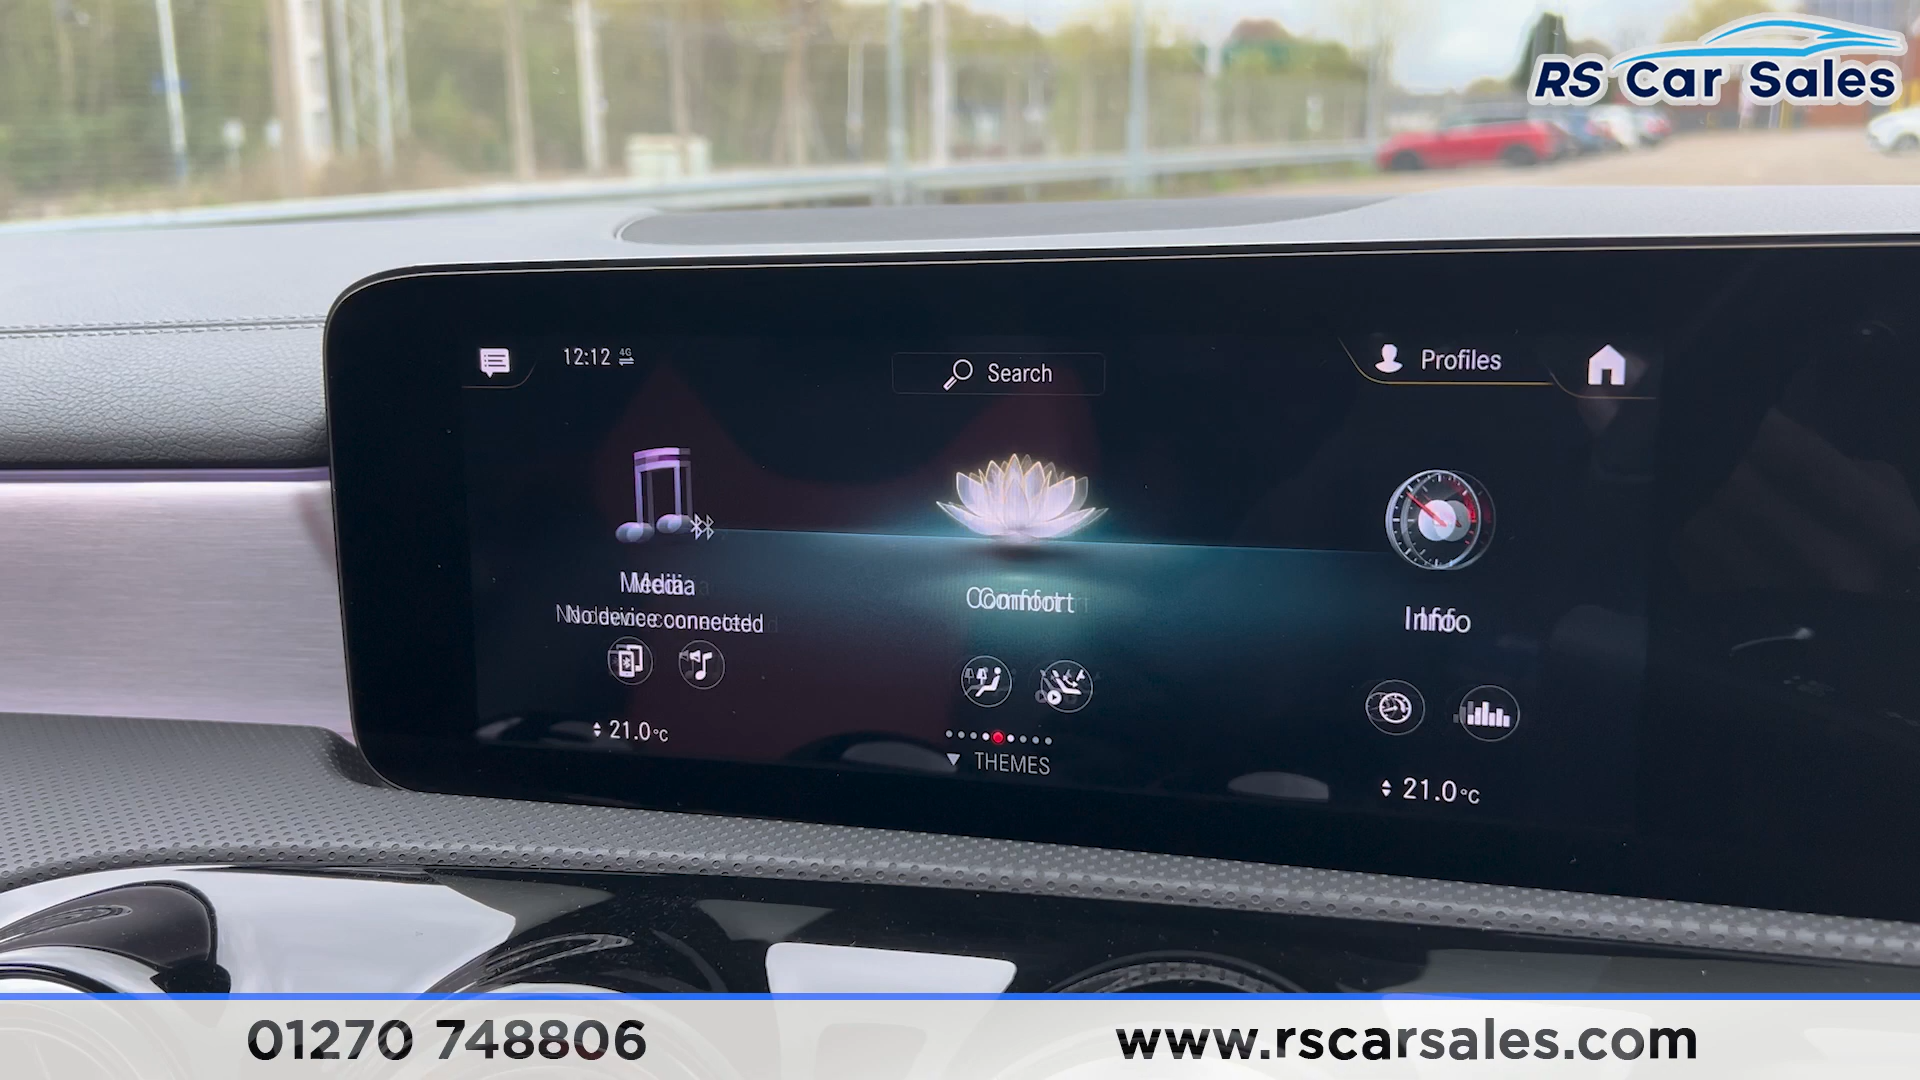 RS Car Sales
12:12 4G
Search
Profiles
Media
No device connected
Comfort
Info
21.0°C
THEMES
21.0°C
01270 748806
www.rscarsales.com